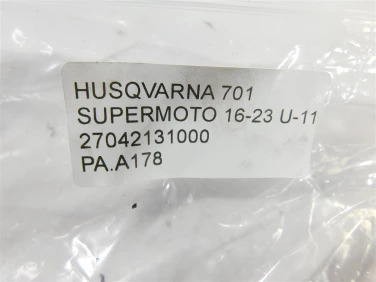 HUSQVARNA 701
SUPERMOTO 16-23 U-11
27042131000
PA.A178